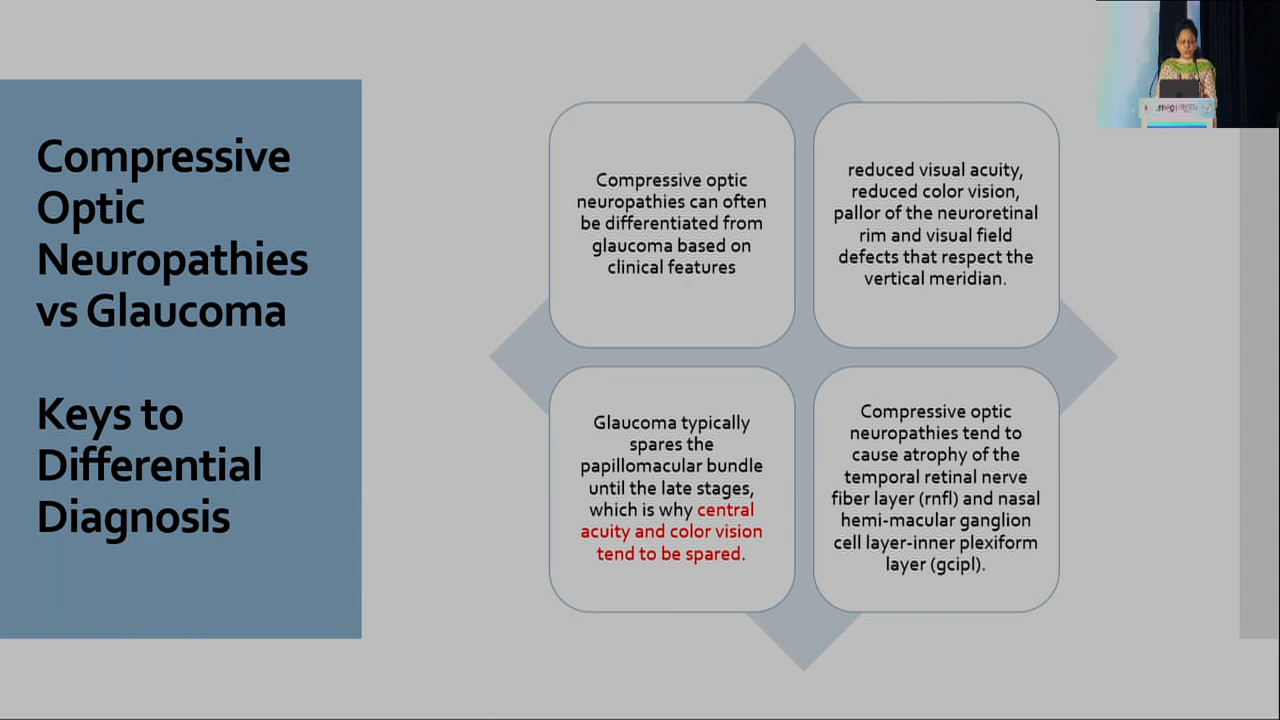 Compressive
Optic
Neuropathies
vs Glaucoma
Keys to
Differential
Diagnosis
Compressive optic
neuropathies can often
be differentiated from
glaucoma based on
clinical features
reduced visual acuity,
reduced color vision,
pallor of the neuroretinal
rim and visual field
defects that respect the
vertical meridian.
Glaucoma typically
spares the
papillomacular bundle
until the late stages,
which is why central
acuity and color vision
tend to be spared.
Compressive optic
neuropathies tend to
cause atrophy of the
temporal retinal nerve
fiber layer (rnfl) and nasal
hemi-macular ganglion
cell layer-inner plexiform
layer (gcipl).